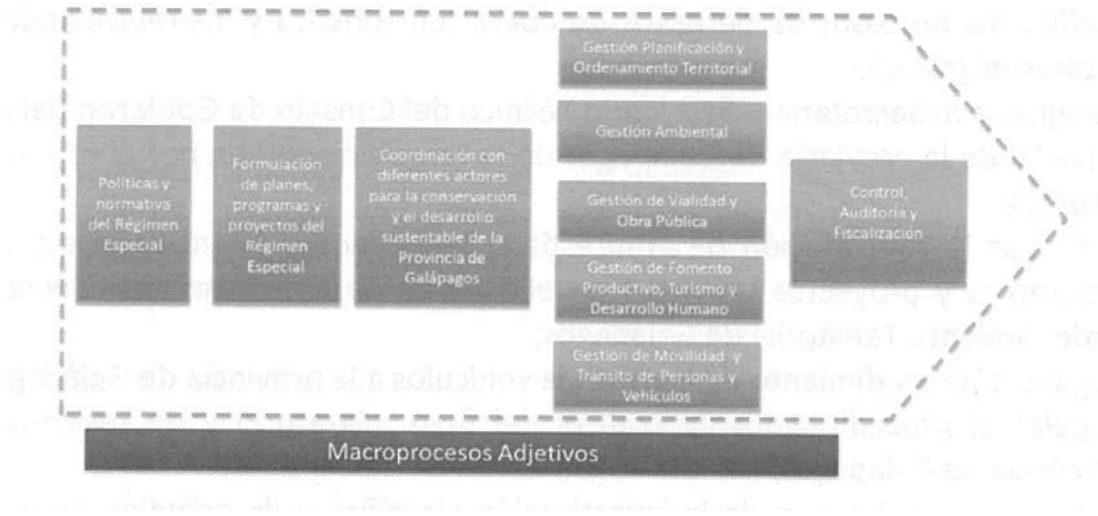 Políticas y
normativa
del Régimen
Especial
Formulación
de planes,
programas y
proyectos del
Régimen
Especial
Coordinación con
diferentes actores
para la conservación
y el desarrollo
sustentable de la
Provincia de
Galápagos
Gestión Planificación y
Ordenamiento Territorial
Gestión Ambiental
Gestión de Vialidad y
Obra Pública
Gestión de Fomento
Productivo, Turismo y
Desarrollo Humano
Gestión de Movilidad y
Transito de Personas y
Vehículos
Control,
Auditoría y
Fiscalización
Macroprocesos Adjetivos